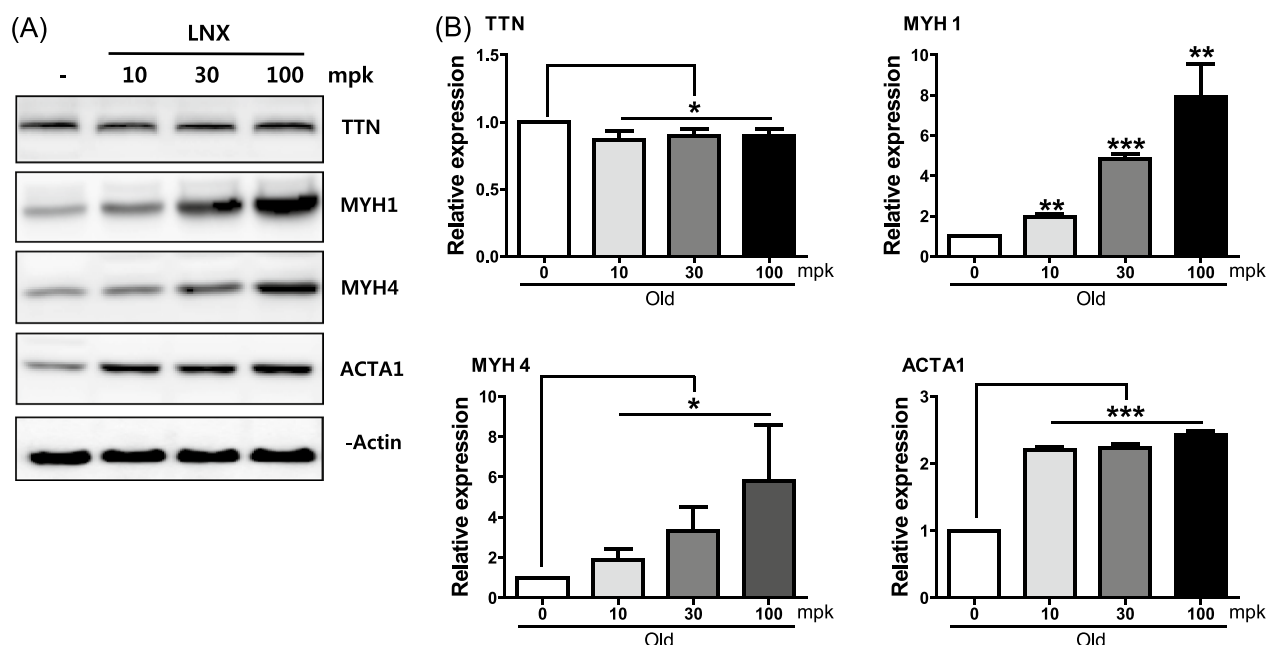 (A)
LNX
- 10 30 100 mpk
TTN
MYH1
MYH4
ACTA1
-Actin
(B)
TTN
Relative expression
1.5
1.0
0.5
0.0
*
0 10 30 100 mpk
Old
MYH 1
Relative expression
10
8
6
4
2
0
** *** **
0 10 30 100 mpk
Old
MYH 4
Relative expression
10
8
6
4
2
0
*
0 10 30 100 mpk
Old
ACTA1
Relative expression
3
2
1
0
***
0 10 30 100 mpk
Old